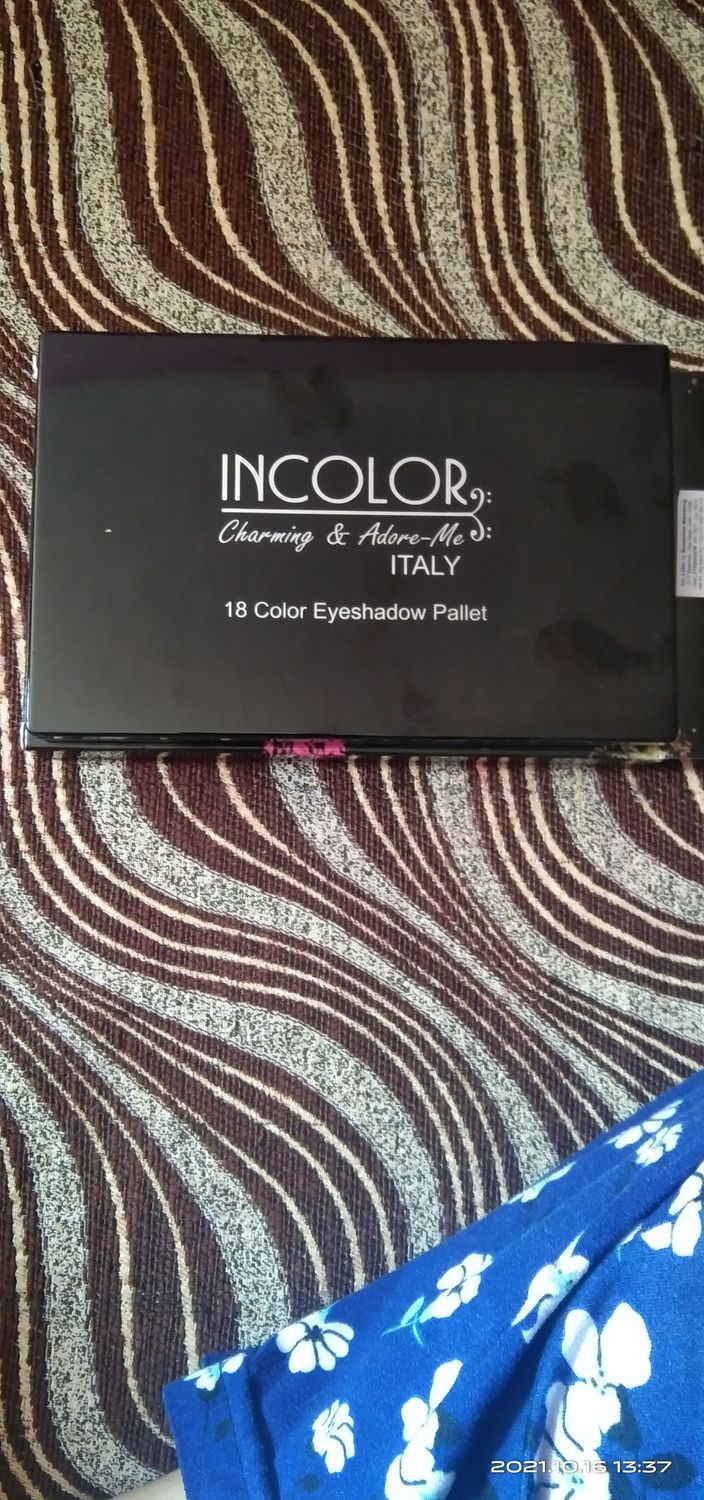 INCOLOR
Charming & Adore-Me
ITALY
18 Color Eyeshadow Pallet
2021.10.16 13:37